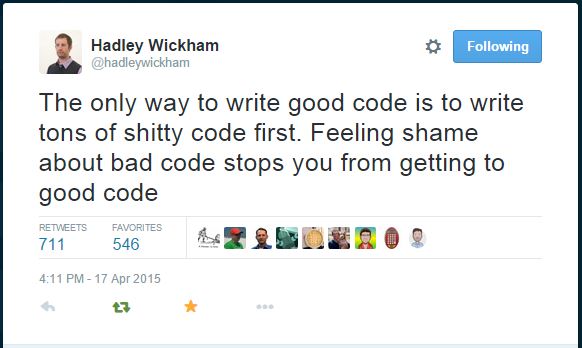 Hadley Wickham
@hadleywickham
Following
The only way to write good code is to write
tons of shitty code first. Feeling shame
about bad code stops you from getting to
good code
RETWEETS FAVORITES
711 546
4:11 PM - 17 Apr 2015